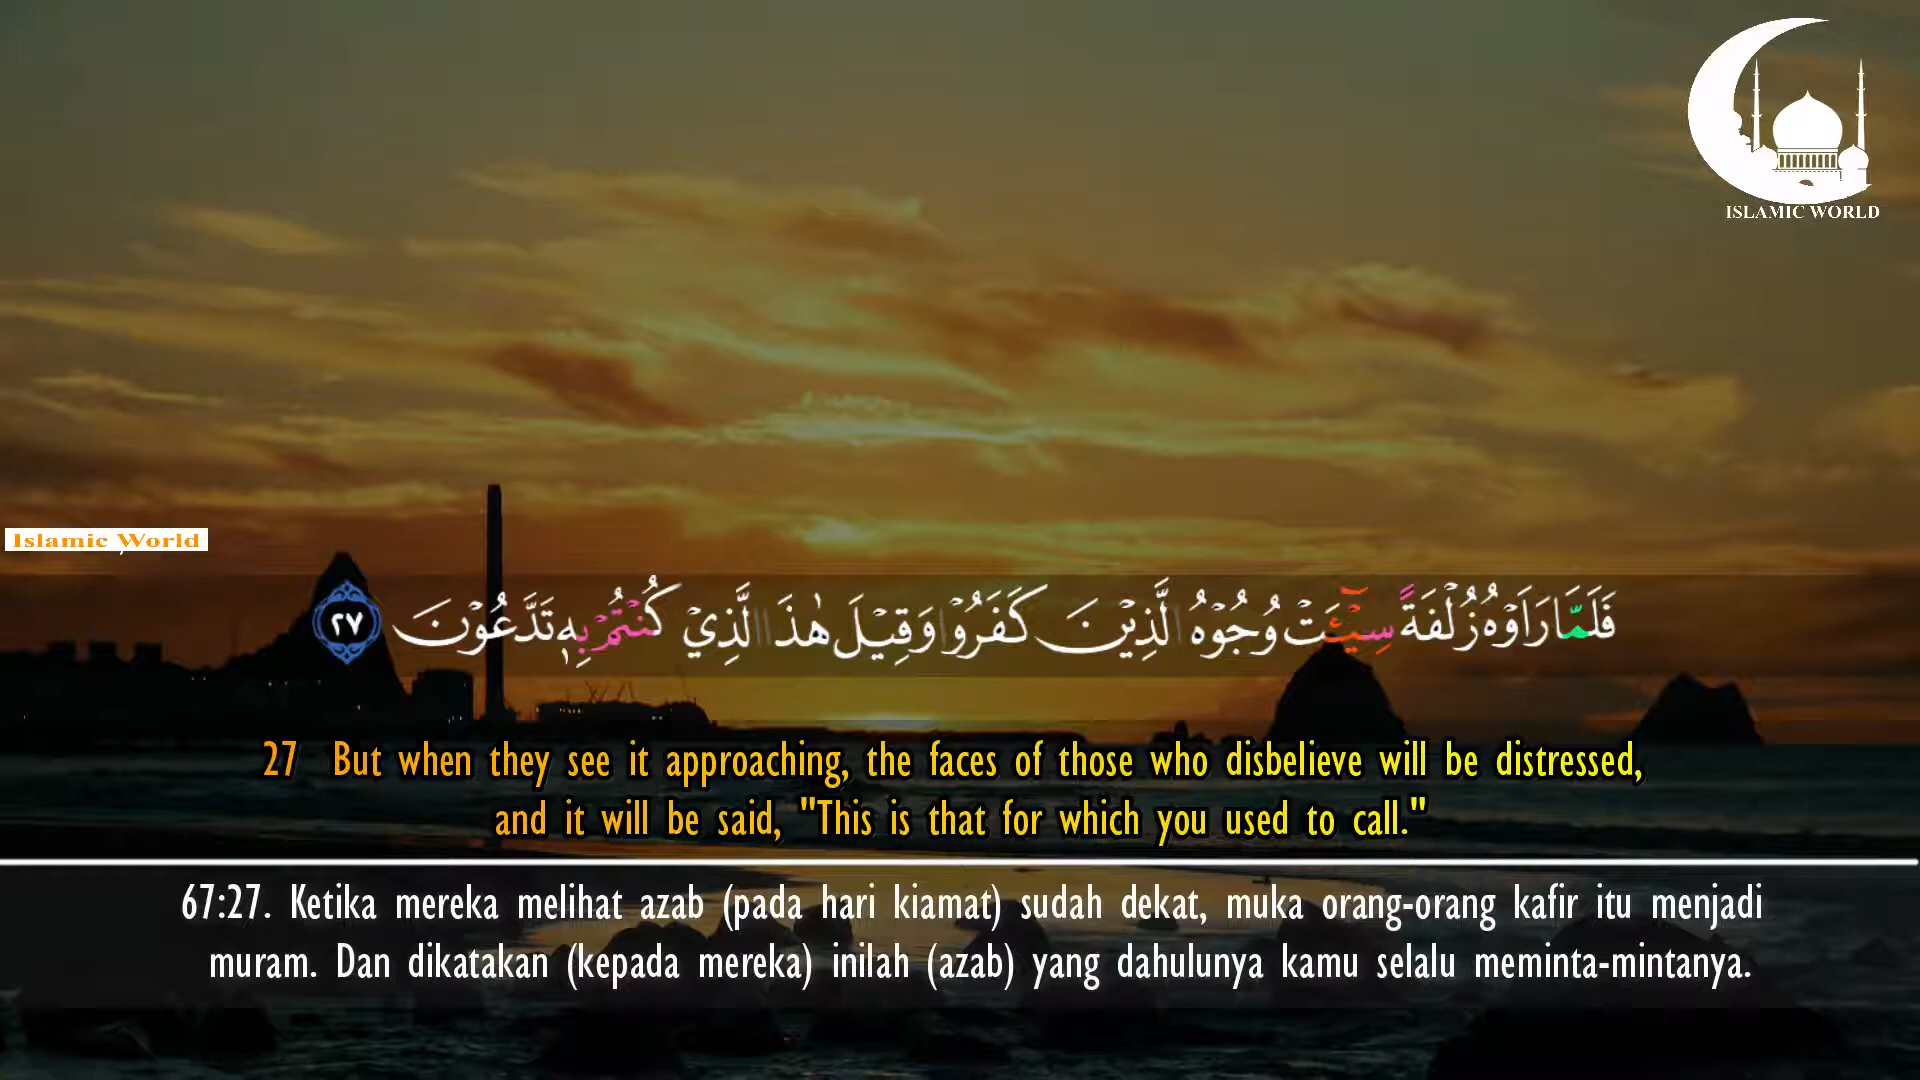 ISLAMIC WORLD
Islamic World
فَلَمَّا رَاَوْهُ زُلْفَةً سِيْٓـَٔتْ وُجُوْهُ الَّذِيْنَ كَفَرُوْا وَقِيْلَ هٰذَا الَّذِيْ كُنْتُمْ بِهٖ تَدَّعُوْنَ ٢٧
27 But when they see it approaching, the faces of those who disbelieve will be distressed,
and it will be said, "This is that for which you used to call."
67:27. Ketika mereka melihat azab (pada hari kiamat) sudah dekat, muka orang-orang kafir itu menjadi
muram. Dan dikatakan (kepada mereka) inilah (azab) yang dahulunya kamu selalu meminta-mintanya.